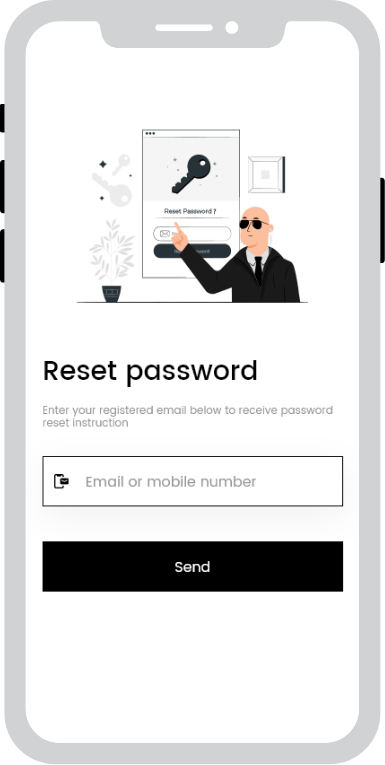 Reset Password ?
Reset password
Enter your registered email below to receive password
reset instruction
Email or mobile number
Send